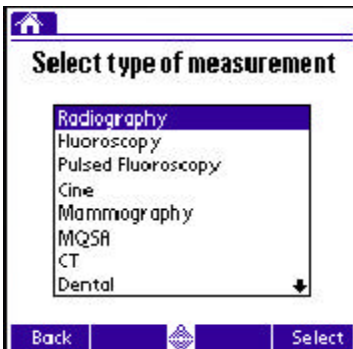 Select type of measurement
Radiography
Fluoroscopy
Pulsed Fluoroscopy
Cine
Mammography
MQSA
CT
Dental
Back
Select